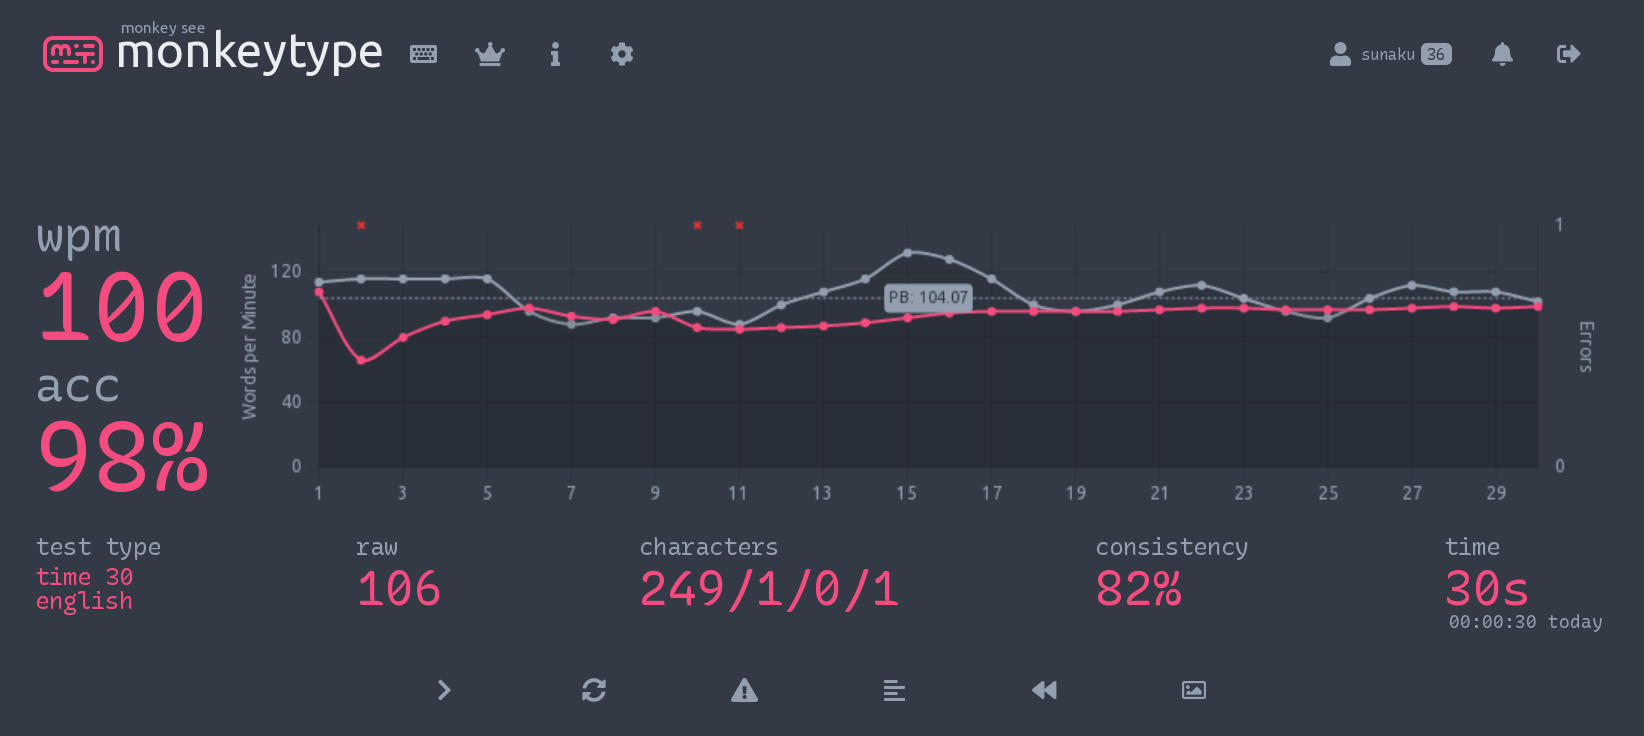 monkey see
monkeytype
sunaku 36
wpm
100
acc
98%
Words per Minute
120
80
40
0
PB: 104.07
1
0
Errors
1 3 5 7 9 11 13 15 17 19 21 23 25 27 29
test type
time 30
english
raw
106
characters
249/1/0/1
consistency
82%
time
30s
00:00:30 today